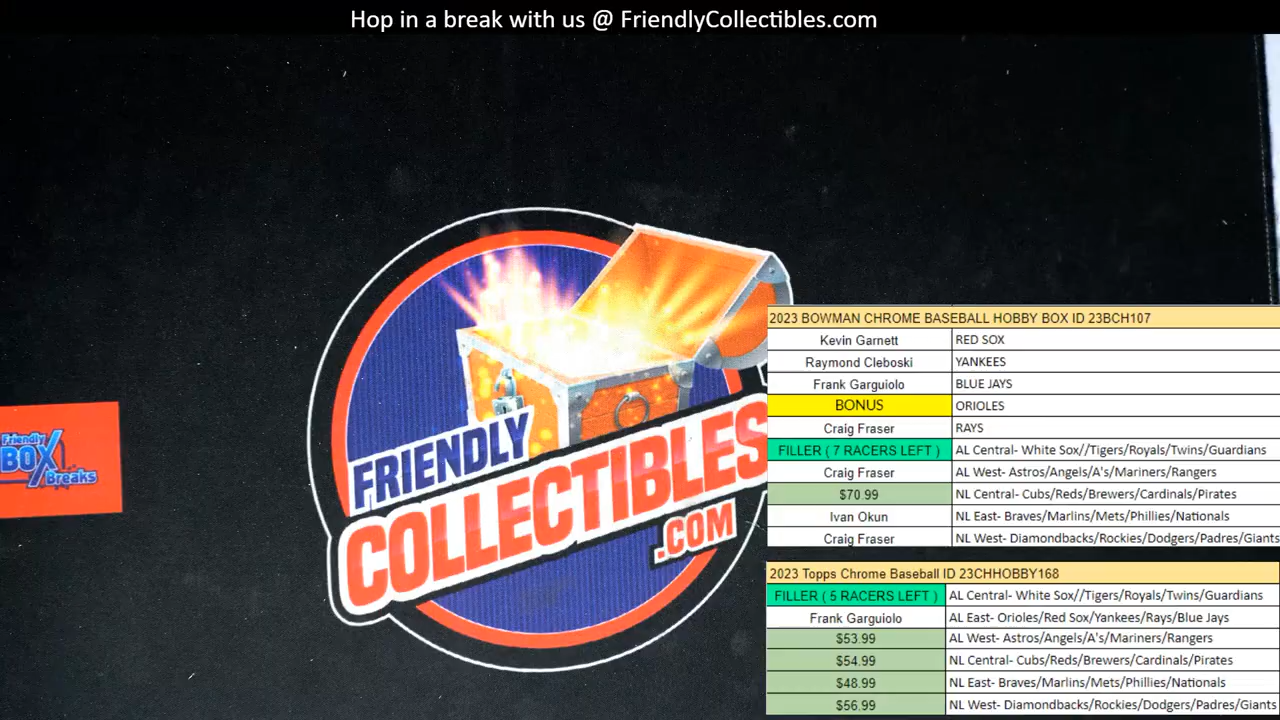 Hop in a break with us @ FriendlyCollectibles.com
FRIENDLY
COLLECTIBLES
.COM
Friendly
BOX
Breaks
2023 BOWMAN CHROME BASEBALL HOBBY BOX ID 23BCH107
Kevin Garnett RED SOX
Raymond Cleboski YANKEES
Frank Garguiolo BLUE JAYS
BONUS ORIOLES
Craig Fraser RAYS
FILLER ( 7 RACERS LEFT ) AL Central- White Sox//Tigers/Royals/Twins/Guardians
Craig Fraser AL West- Astros/Angels/A's/Mariners/Rangers
$70.99 NL Central- Cubs/Reds/Brewers/Cardinals/Pirates
Ivan Okun NL East- Braves/Marlins/Mets/Phillies/Nationals
Craig Fraser NL West- Diamondbacks/Rockies/Dodgers/Padres/Giants
2023 Topps Chrome Baseball ID 23CHHOBBY168
FILLER ( 5 RACERS LEFT ) AL Central- White Sox//Tigers/Royals/Twins/Guardians
Frank Garguiolo AL East- Orioles/Red Sox/Yankees/Rays/Blue Jays
$53.99 AL West- Astros/Angels/A's/Mariners/Rangers
$54.99 NL Central- Cubs/Reds/Brewers/Cardinals/Pirates
$48.99 NL East- Braves/Marlins/Mets/Phillies/Nationals
$56.99 NL West- Diamondbacks/Rockies/Dodgers/Padres/Giants